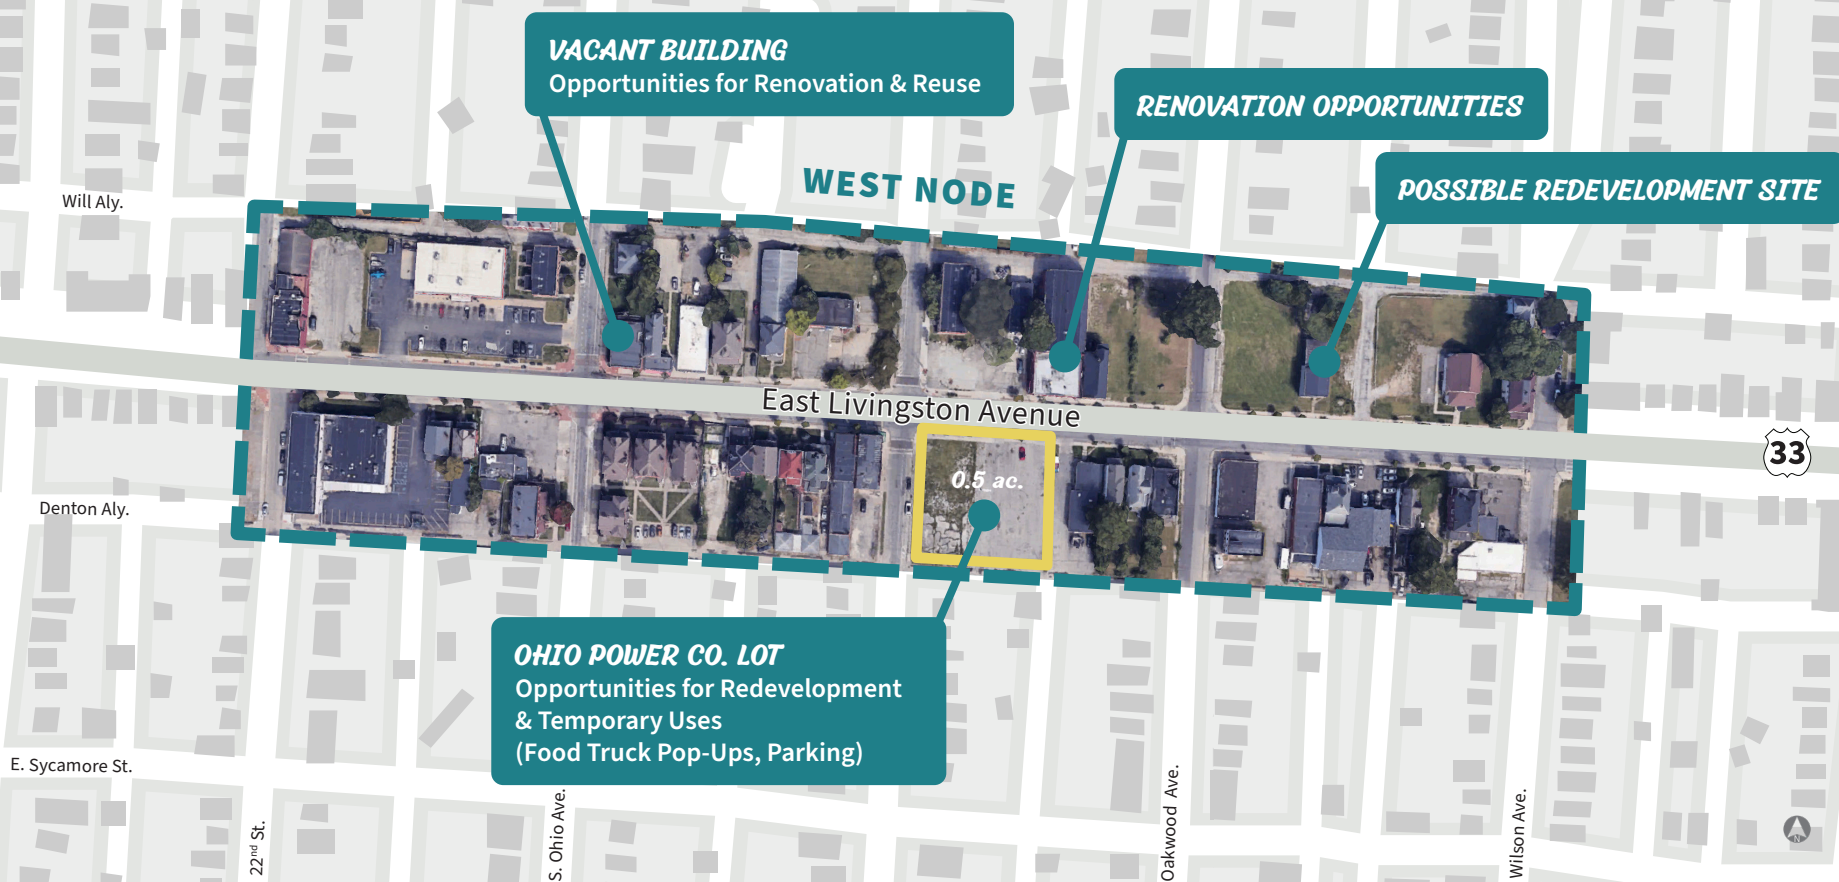 VACANT BUILDING
Opportunities for Renovation & Reuse
RENOVATION OPPORTUNITIES
POSSIBLE REDEVELOPMENT SITE
WEST NODE
Will Aly.
East Livingston Avenue
33
0.5 ac.
Denton Aly.
OHIO POWER CO. LOT
Opportunities for Redevelopment
& Temporary Uses
(Food Truck Pop-Ups, Parking)
E. Sycamore St.
22nd St.
S. Ohio Ave.
Oakwood Ave.
Wilson Ave.
N